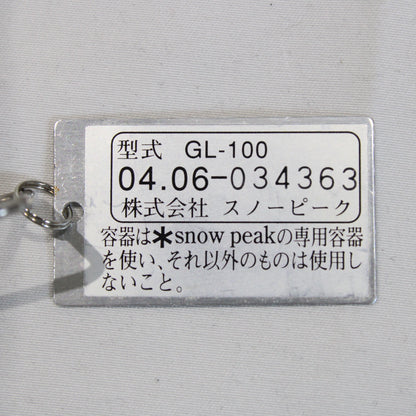 型式 GL-100
04.06-034363
株式会社 スノーピーク
容器は＊snow peakの専用容器
を使い、それ以外のものは使用し
ないこと。